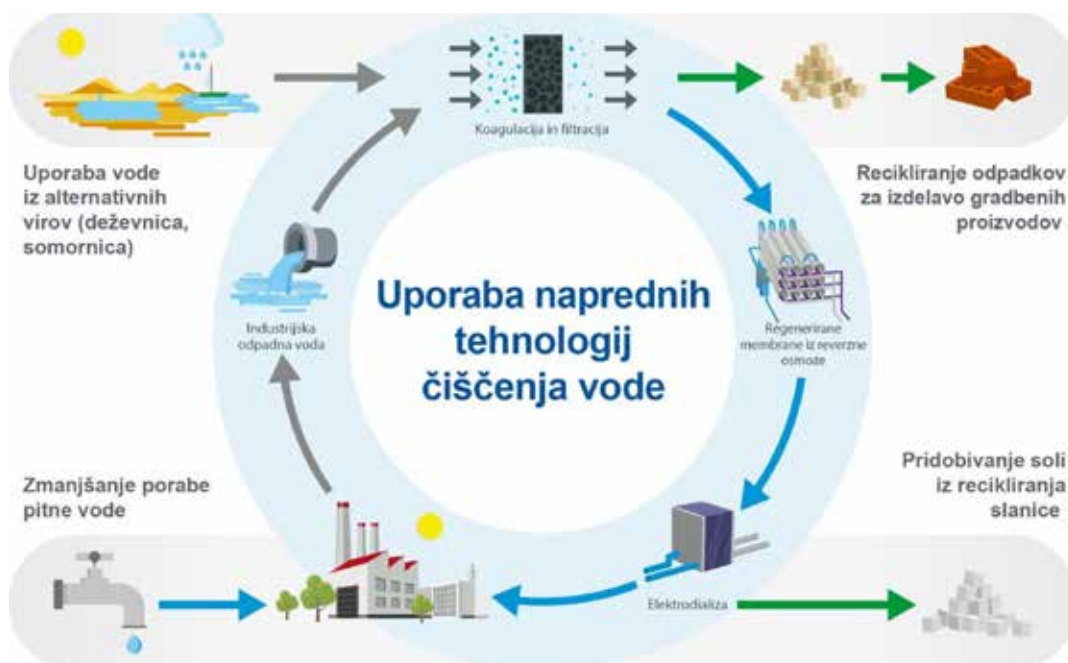 Koagulacija in filtracija
Uporaba vode
iz alternativnih
virov (deževnica,
somornica)
Recikliranje odpadkov
za izdelavo gradbenih
proizvodov
Industrijska
odpadna voda
Uporaba naprednih
tehnologij
čiščenja vode
Regenerirane
membrane iz reverzne
osmože
Zmanjšanje porabe
pitne vode
Pridobivanje soli
iz recikliranja
slanice
Elektrodializa